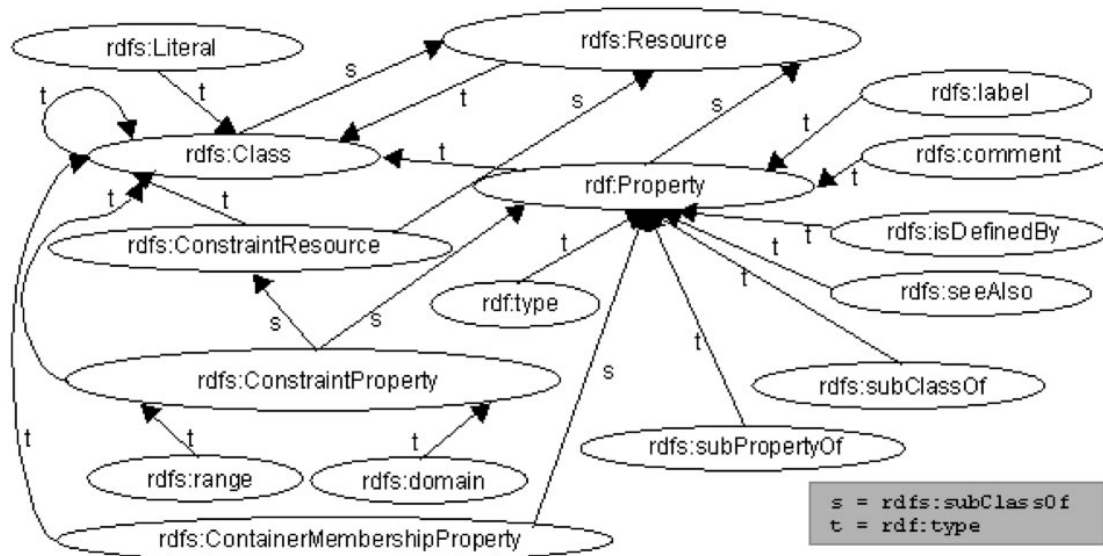 rdfs:Literal
rdfs:Resource
s
t
t
t
s
s
rdfs:label
t
rdfs:Class
t
rdfs:comment
t
rdf:Property
t
t
rdfs:ConstraintResource
t
rdfs:isDefinedBy
t
t
rdfs:seeAlso
t
rdf:type
s
s
rdfs:ConstraintProperty
s
t
rdfs:subClassOf
t
t
t
rdfs:subPropertyOf
rdfs:range
rdfs:domain
s = rdfs:subClassOf
t = rdf:type
rdfs:ContainerMembershipProperty